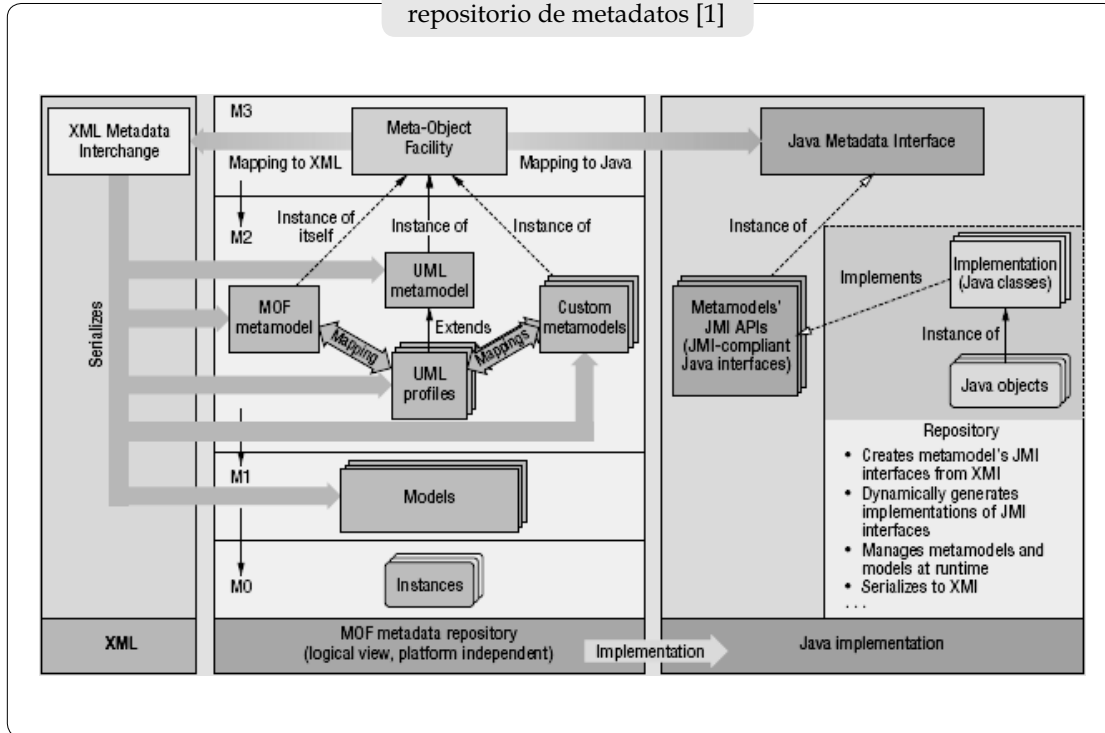 repositorio de metadatos [1]
XML Metadata
Interchange
M3
Meta-Object
Facility
Mapping to XML
Mapping to Java
Java Metadata Interface
M2
Instance of
itself
Instance of
Instance of
Instance of
UML
metamodel
MOF
metamodel
Custom
metamodels
Extends
Mapping
Mappings
UML
profiles
Serializes
Metamodels'
JMI APIs
(JMI-compliant
Java interfaces)
Implements
Implementation
(Java classes)
Instance of
Java objects
Repository
• Creates metamodel's JMI
interfaces from XMI
• Dynamically generates
implementations of JMI
interfaces
• Manages metamodels and
models at runtime
• Serializes to XMI
. . .
M1
Models
M0
Instances
XML
MOF metadata repository
(logical view, platform independent)
Implementation
Java implementation